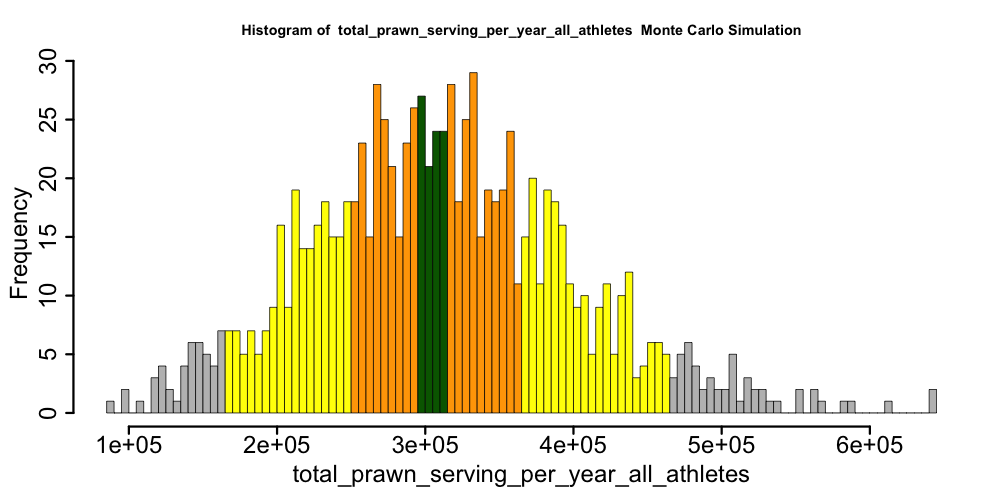 Histogram of  total_prawn_serving_per_year_all_athletes  Monte Carlo Simulation
30
25
20
15
10
5
0
Frequency
1e+05 2e+05 3e+05 4e+05 5e+05 6e+05
total_prawn_serving_per_year_all_athletes